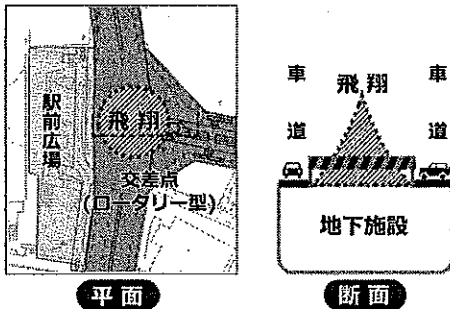 駅前広場
飛翔
交差点
(ロータリー型)
平面
車道
飛翔
車道
地下施設
断面